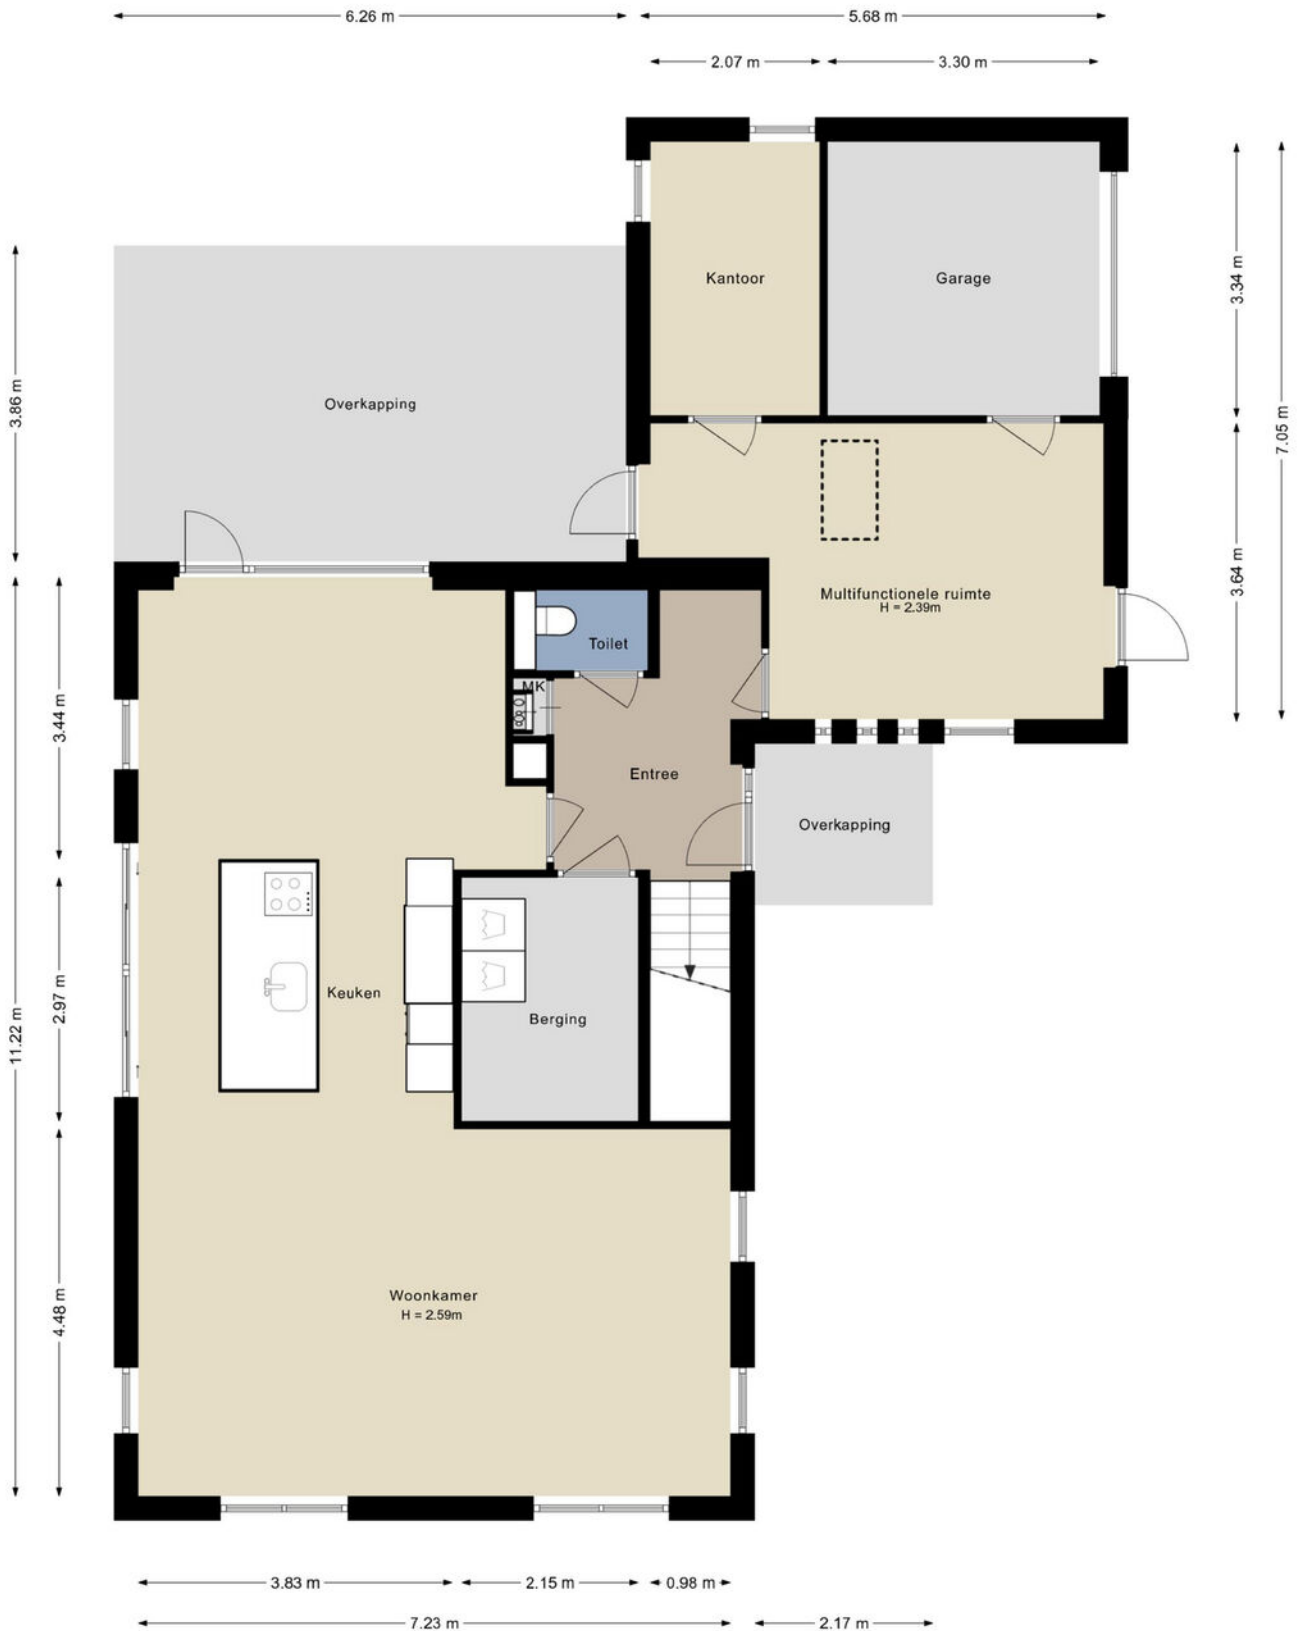 6.26 m
5.68 m
2.07 m
3.30 m
Kantoor
Garage
3.34 m
3.86 m
Overkapping
7.05 m
3.64 m
Multifunctionele ruimte
H = 2.39m
Toilet
MK
3.44 m
Entree
Overkapping
Keuken
2.97 m
Berging
11.22 m
4.48 m
Woonkamer
H = 2.59m
3.83 m
2.15 m
0.98 m
7.23 m
2.17 m